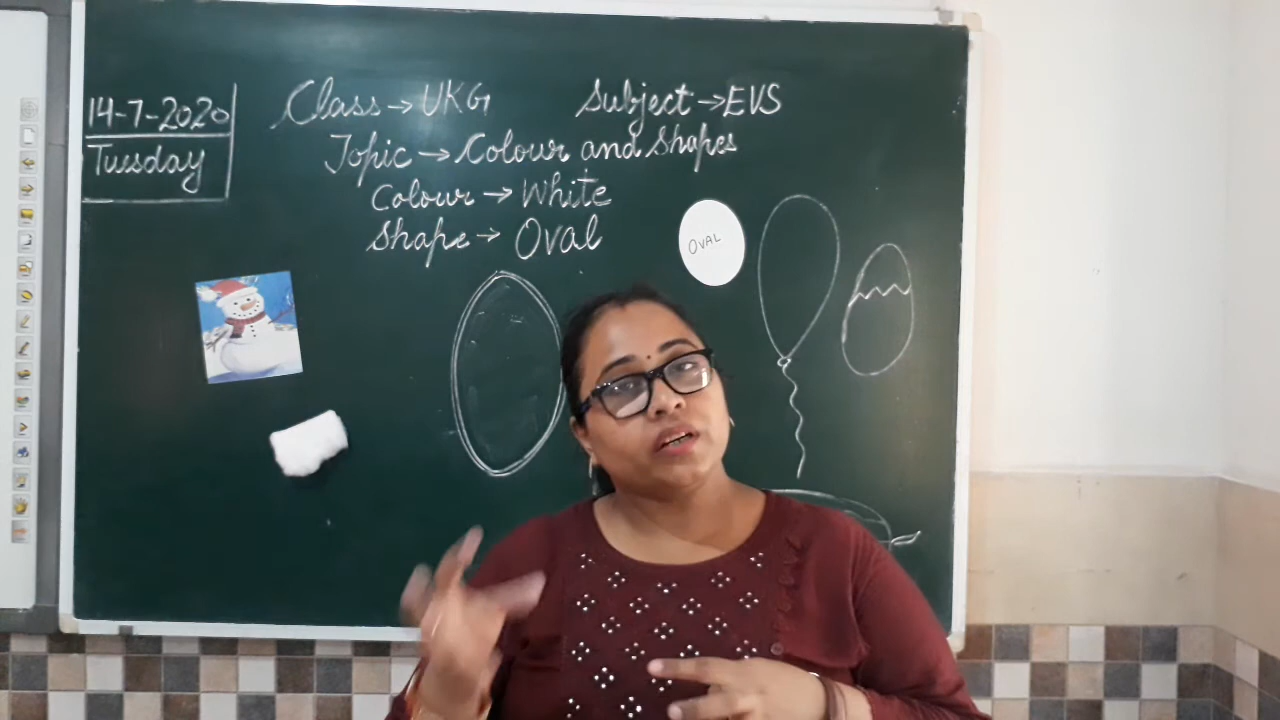 14-7-2020
Tuesday
Class → UKG Subject → EVS
Topic → Colour and Shapes
Colour → White
Shape → Oval
OVAL